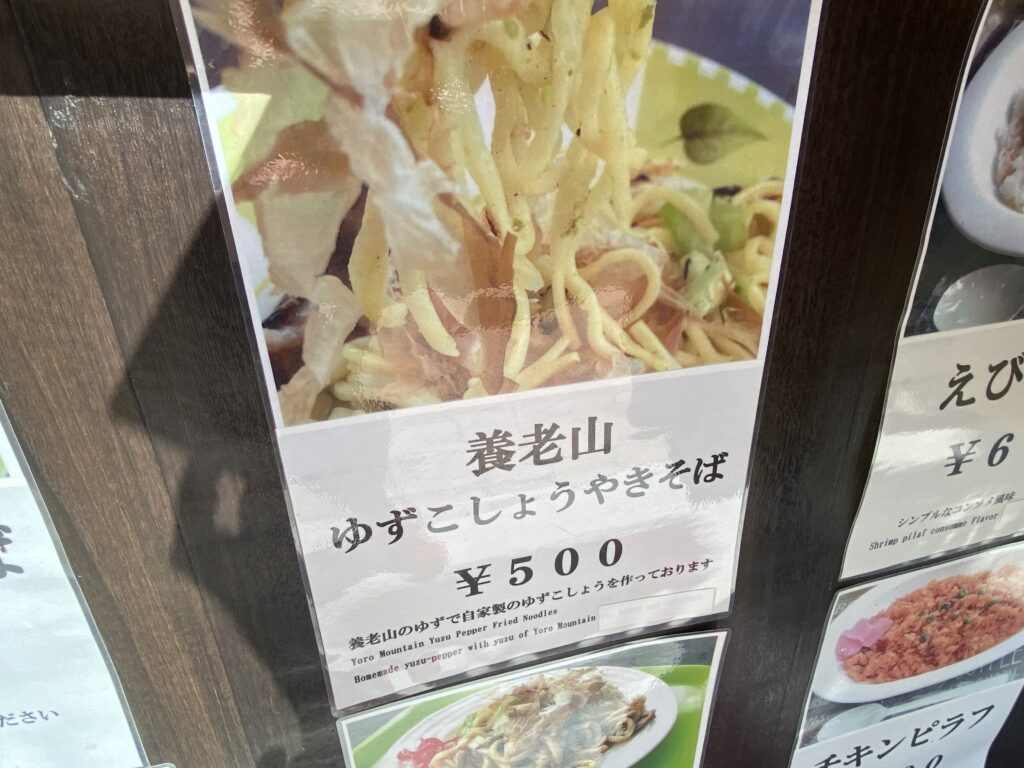 養老山
ゆずこしょうやきそば
￥５００
養老山のゆずで自家製のゆずこしょうを作っております
Yoro Mountain Yuzu Pepper Fried Noodles
Homemade yuzu-pepper with yuzu of Yoro Mountain
えび
￥６
シンプルなコンソメ風味
Shrimp pilaf consomme Flavor
チキンピラフ
ださい